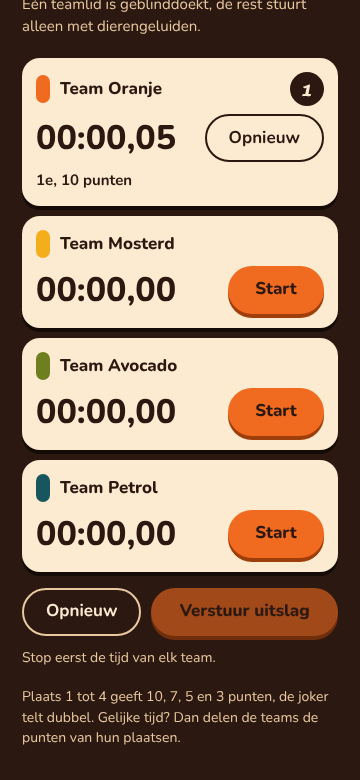 Eén teamlid is geblinddoekt, de rest stuurt
alleen met dierengeluiden.
Team Oranje
1
00:00,05
Opnieuw
1e, 10 punten
Team Mosterd
00:00,00
Start
Team Avocado
00:00,00
Start
Team Petrol
00:00,00
Start
Opnieuw
Verstuur uitslag
Stop eerst de tijd van elk team.
Plaats 1 tot 4 geeft 10, 7, 5 en 3 punten, de joker
telt dubbel. Gelijke tijd? Dan delen de teams de
punten van hun plaatsen.